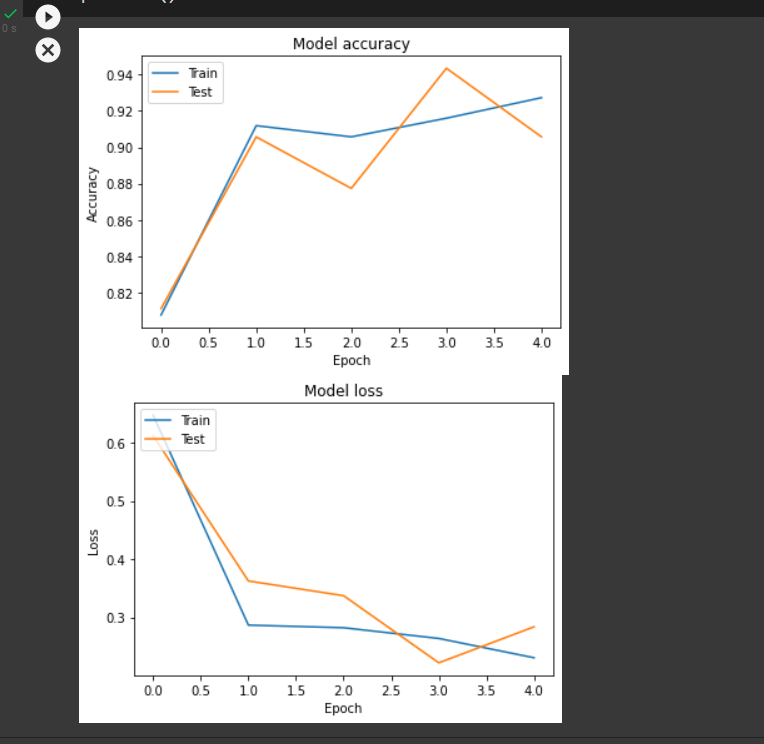 0 s
Model accuracy
Train
Test
0.94
0.92
0.90
0.88
0.86
0.84
0.82
Accuracy
0.0 0.5 1.0 1.5 2.0 2.5 3.0 3.5 4.0
Epoch
Model loss
Train
Test
0.6
0.5
0.4
0.3
Loss
0.0 0.5 1.0 1.5 2.0 2.5 3.0 3.5 4.0
Epoch